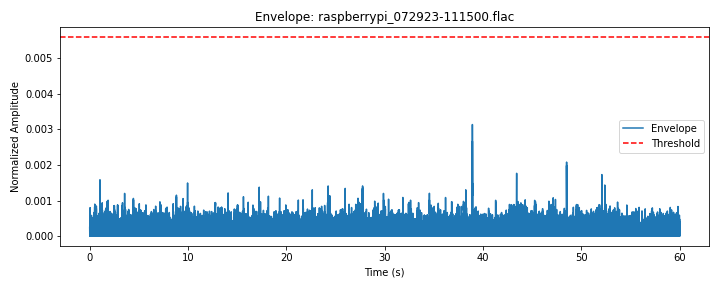 Envelope: raspberrypi_072923-111500.flac
Normalized Amplitude
0.005
0.004
0.003
0.002
0.001
0.000
Envelope
Threshold
0 10 20 30 40 50 60
Time (s)